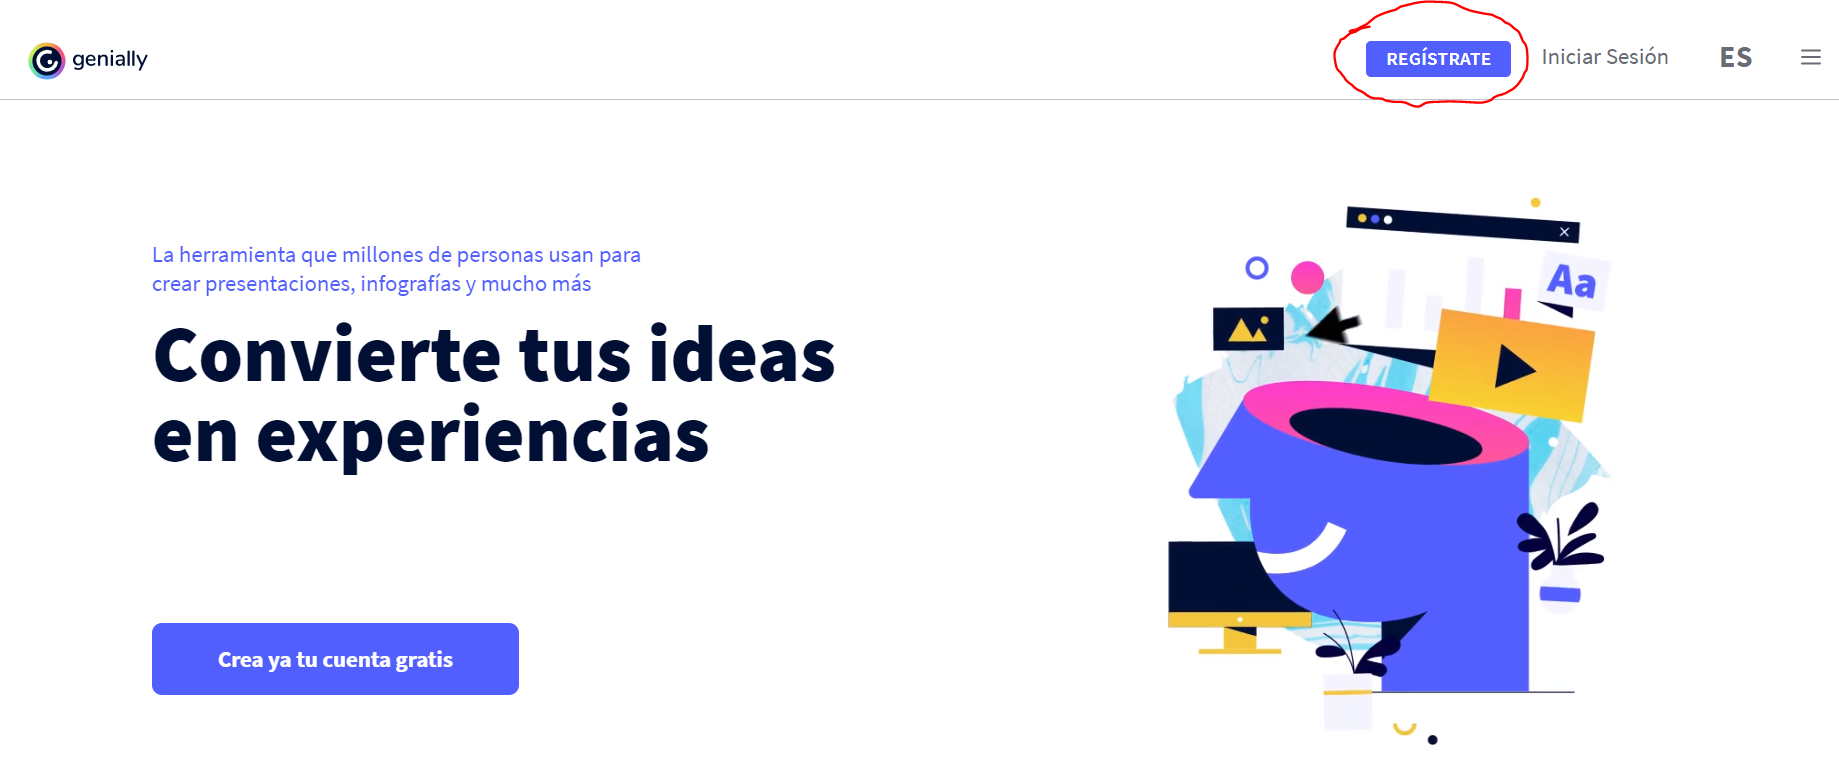 genially
REGÍSTRATE
Iniciar Sesión
ES
La herramienta que millones de personas usan para
crear presentaciones, infografías y mucho más
Convierte tus ideas
en experiencias
Aa
Crea ya tu cuenta gratis